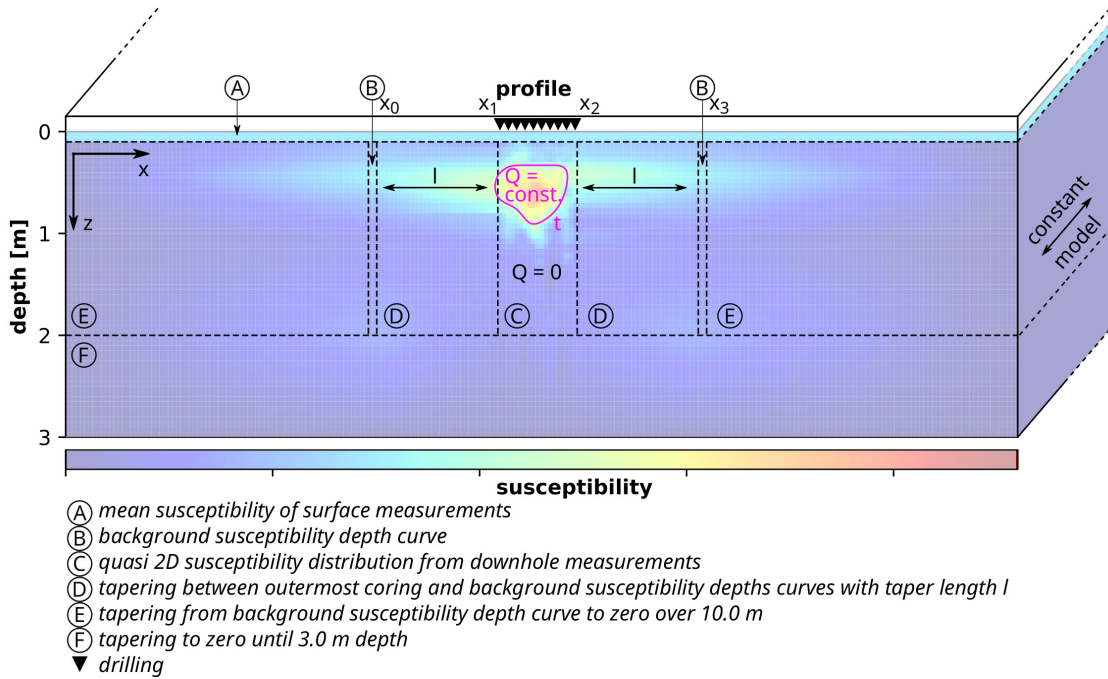 profile
A
B
x0
x1
x2
B
x3
0
x
z
l
Q =
const.
t
l
constant
model
1
Q = 0
depth [m]
E
D
C
D
E
2
F
3
susceptibility
A mean susceptibility of surface measurements
B background susceptibility depth curve
C quasi 2D susceptibility distribution from downhole measurements
D tapering between outermost coring and background susceptibility depths curves with taper length l
E tapering from background susceptibility depth curve to zero over 10.0 m
F tapering to zero until 3.0 m depth
drilling